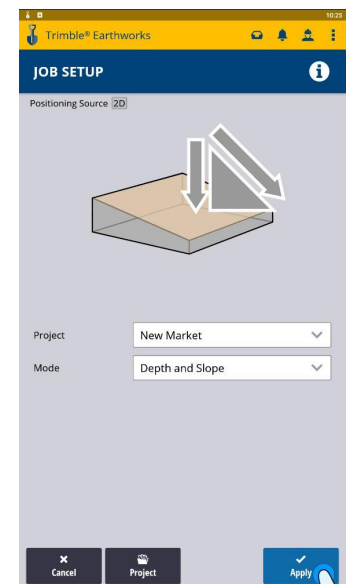 10:25
Trimble® Earthworks
JOB SETUP
Positioning Source 2D
Project New Market
Mode Depth and Slope
Cancel Project Apply